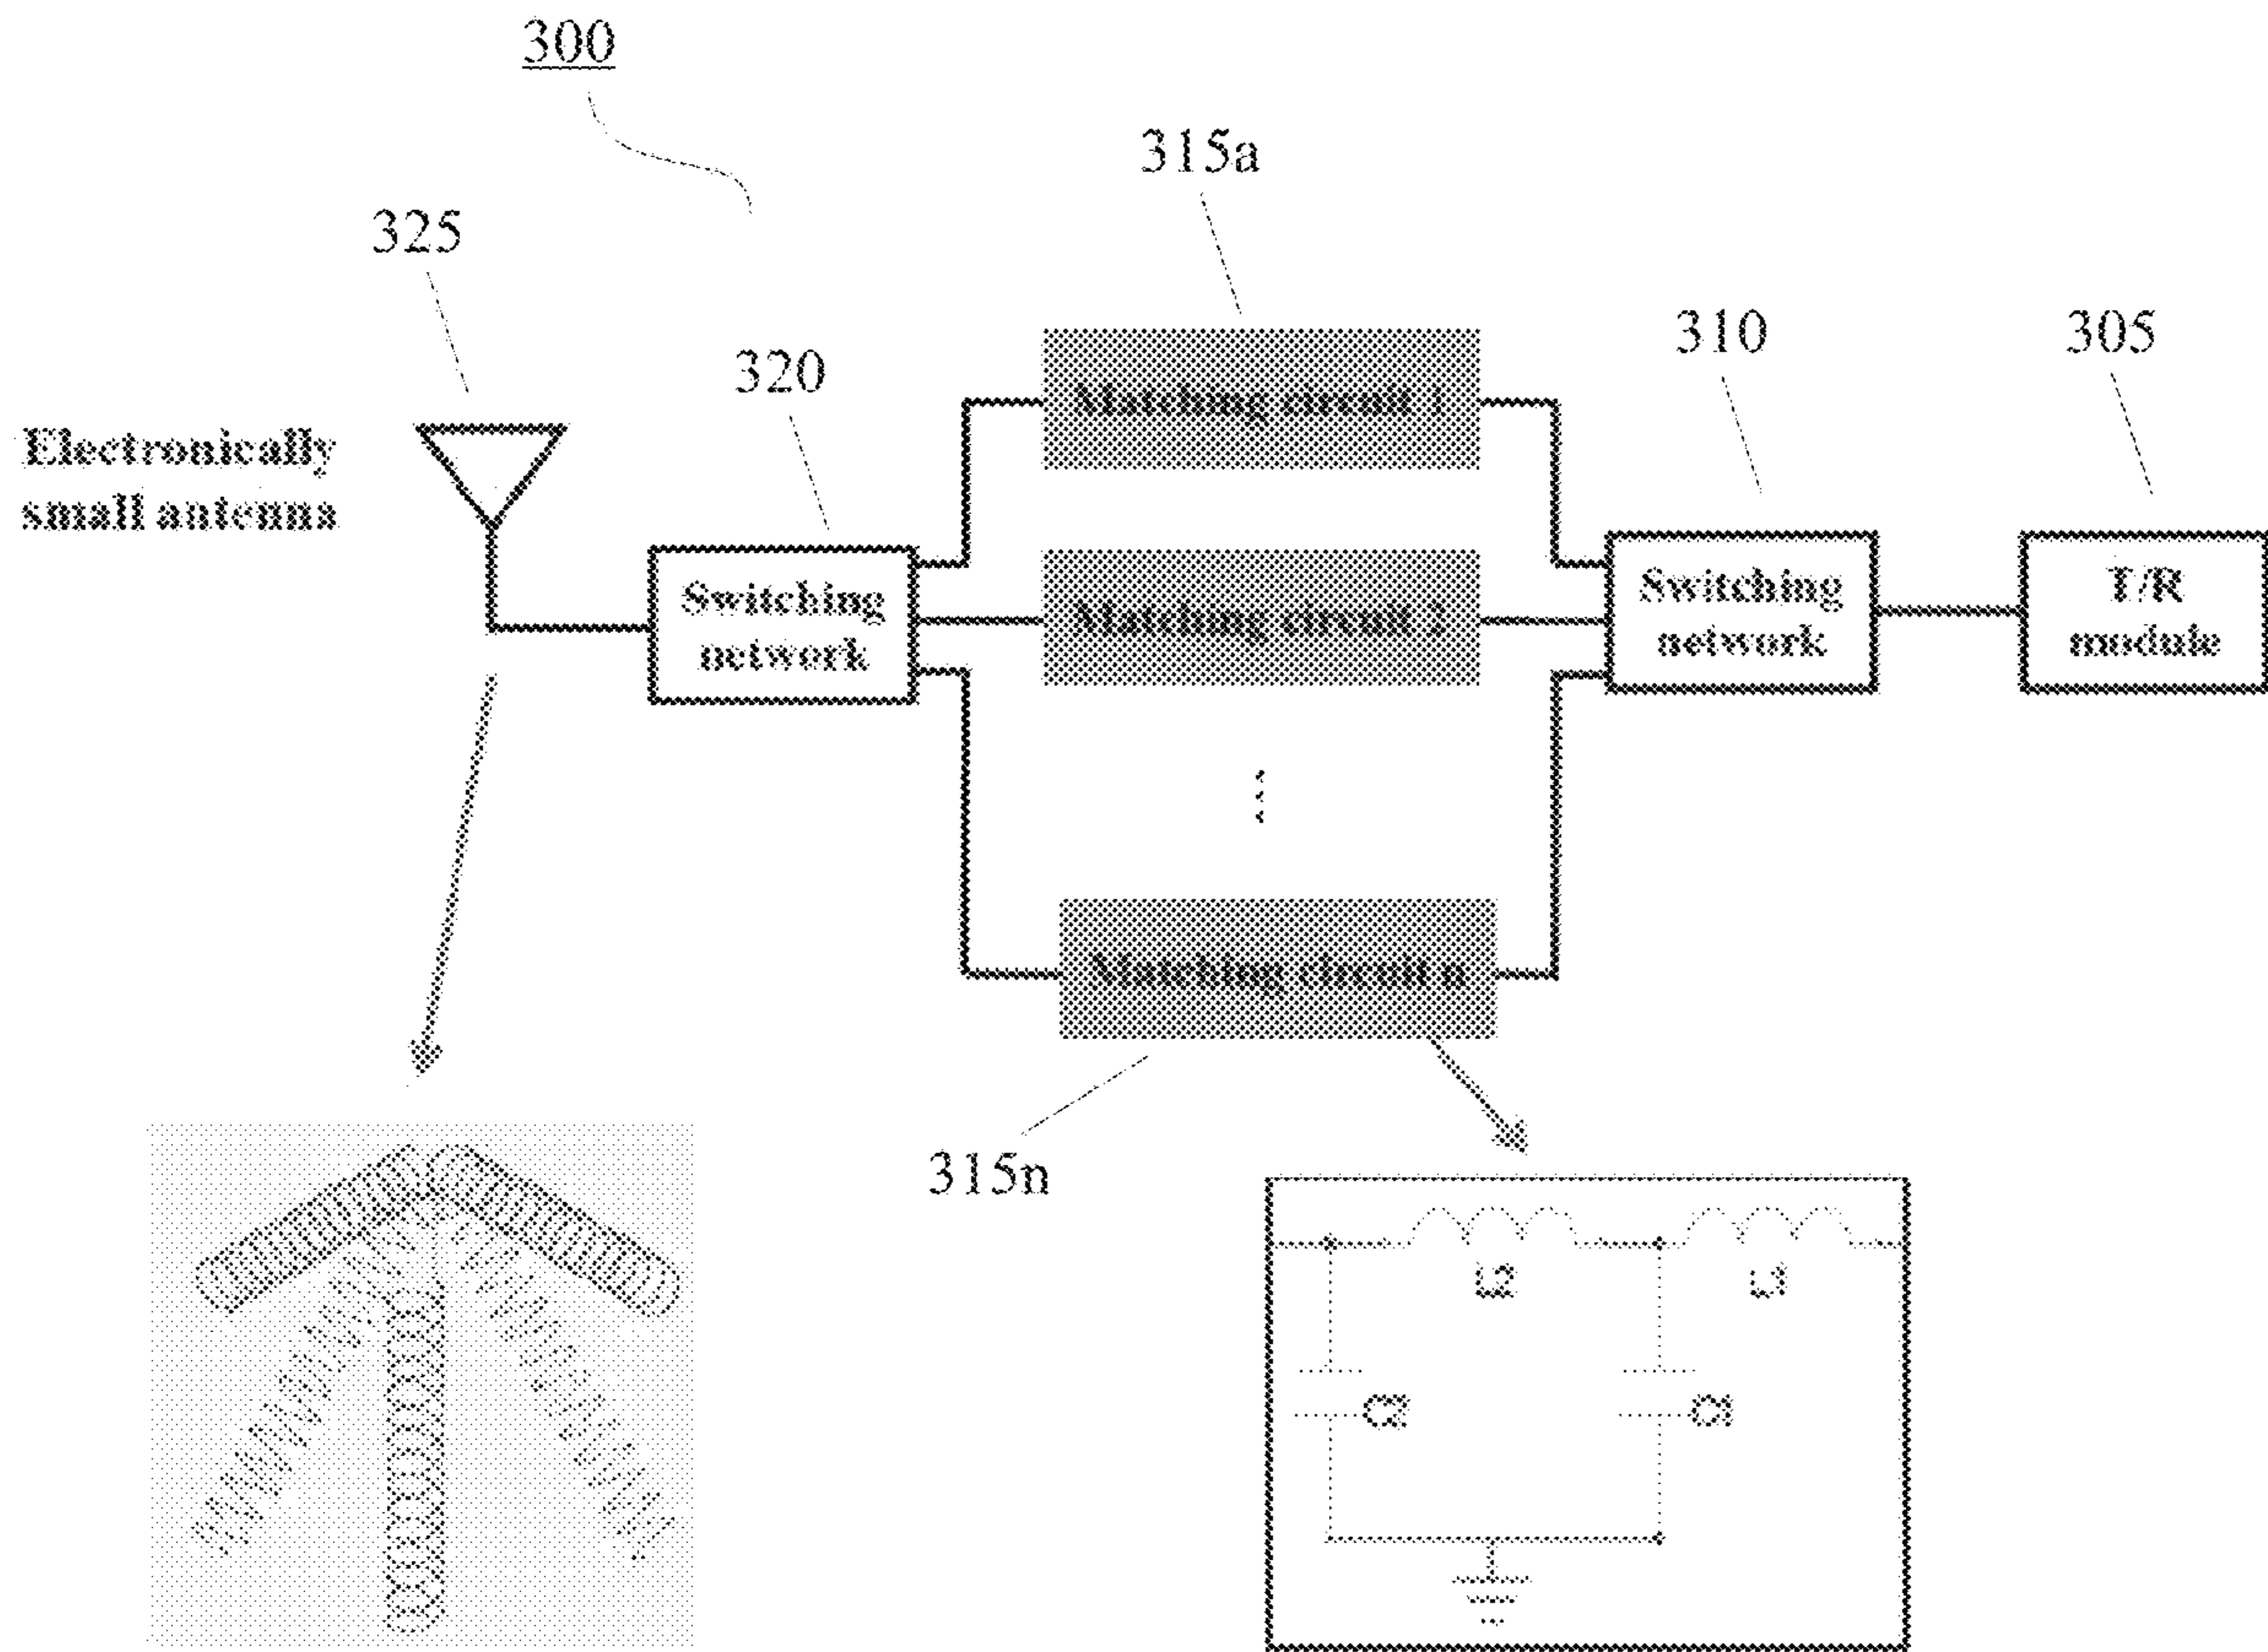 300
315a
325
310
305
320
Matching circuit 1
Electronically
small antenna
Switching
network
Matching circuit 2
Switching
network
T/R
module
Matching circuit n
315n
L2
L1
C2
C1